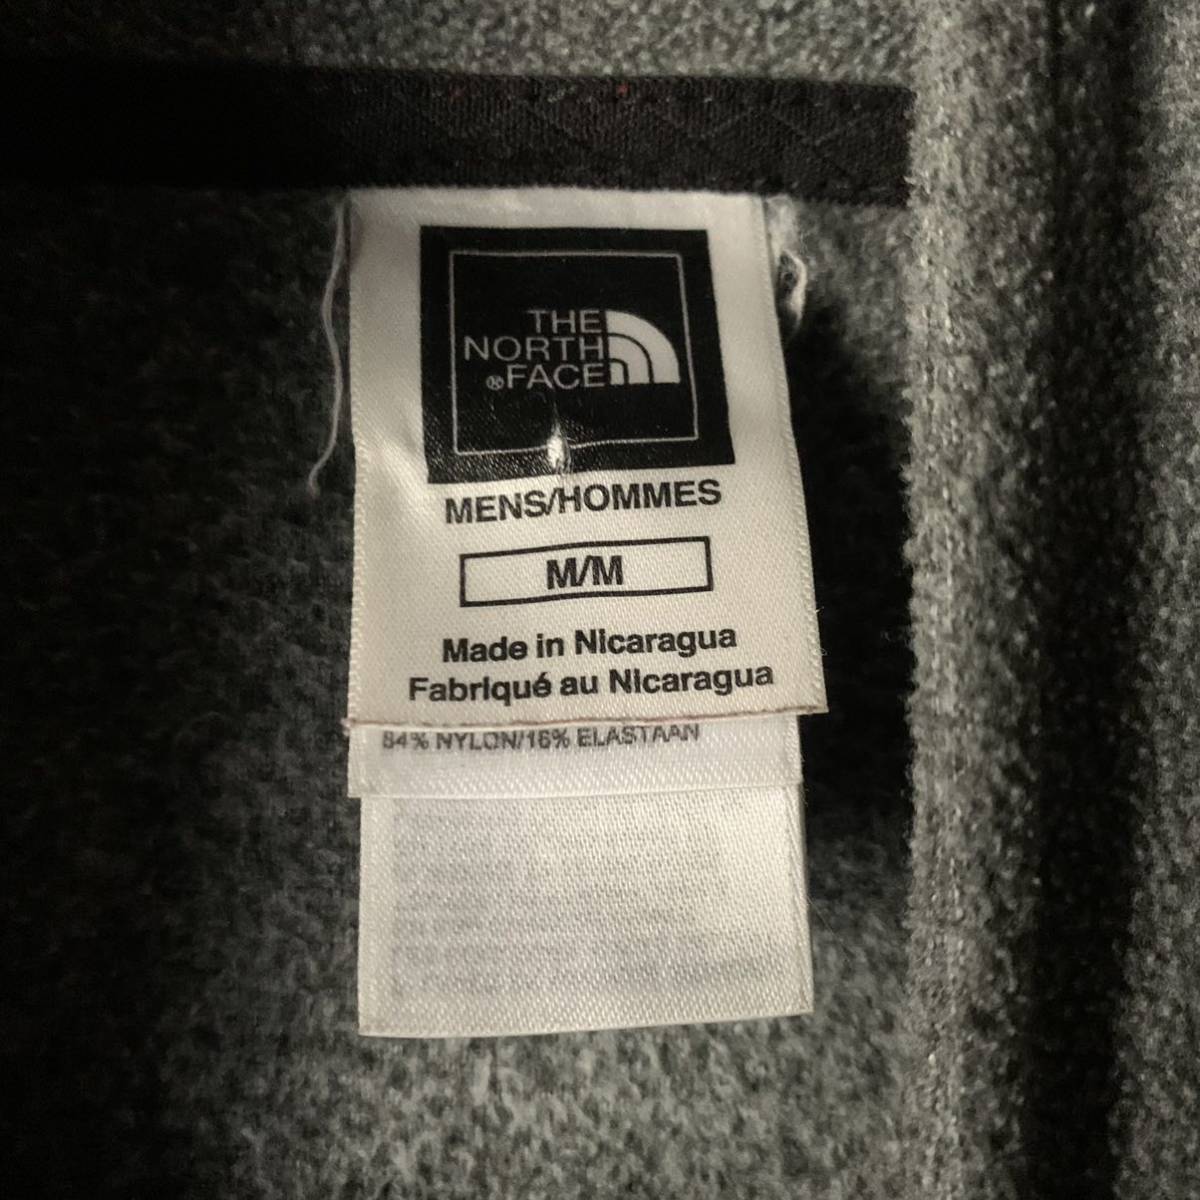 THE
NORTH
®FACE
MENS/HOMMES
M/M
Made in Nicaragua
Fabriqué au Nicaragua
84% NYLON/16% ELASTAAN